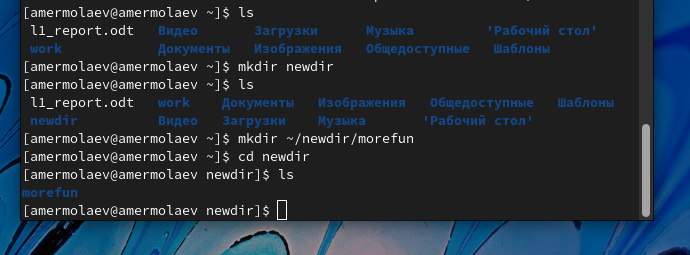 [amermolaev@amermolaev ~]$ ls
l1_report.odt Видео Загрузки Музыка 'Рабочий стол'
work Документы Изображения Общедоступные Шаблоны
[amermolaev@amermolaev ~]$ mkdir newdir
[amermolaev@amermolaev ~]$ ls
l1_report.odt work Документы Изображения Общедоступные Шаблоны
newdir Видео Загрузки Музыка 'Рабочий стол'
[amermolaev@amermolaev ~]$ mkdir ~/newdir/morefun
[amermolaev@amermolaev ~]$ cd newdir
[amermolaev@amermolaev newdir]$ ls
morefun
[amermolaev@amermolaev newdir]$